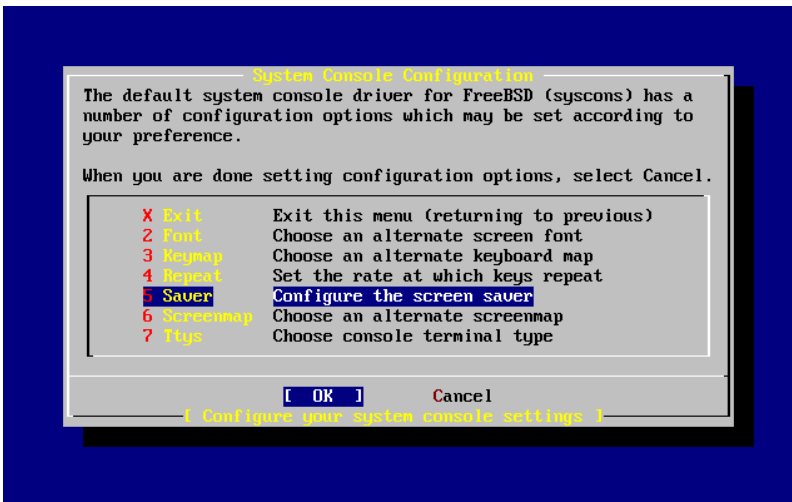 System Console Configuration
The default system console driver for FreeBSD (syscons) has a
number of configuration options which may be set according to
your preference.
When you are done setting configuration options, select Cancel.
X Exit Exit this menu (returning to previous)
2 Font Choose an alternate screen font
3 Keymap Choose an alternate keyboard map
4 Repeat Set the rate at which keys repeat
5 Saver Configure the screen saver
6 Screenmap Choose an alternate screenmap
7 Ttys Choose console terminal type
[ OK ] Cancel
[ Configure your system console settings ]